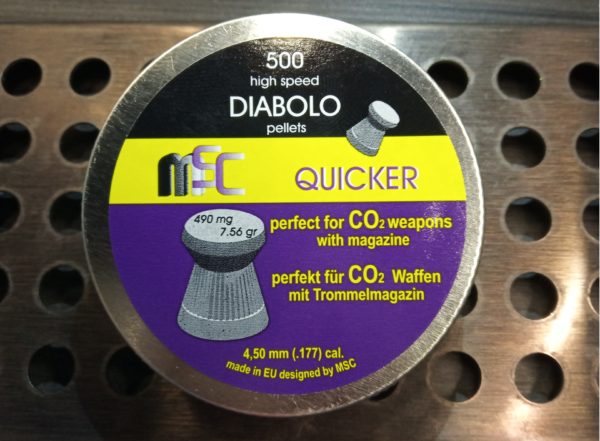 500
high speed
DIABOLO
pellets
MSC
QUICKER
490 mg
7.56 gr
perfect for CO2 weapons
with magazine
perfekt für CO2 Waffen
mit Trommelmagazin
4,50 mm (.177) cal.
made in EU designed by MSC